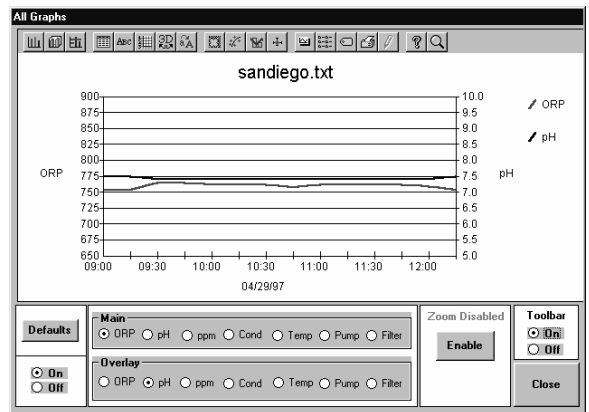 All Graphs
ABC 3D A
sandiego.txt
900 10.0
875 9.5
850 9.0
825 8.5
800 8.0
775 7.5
750 7.0
725 6.5
700 6.0
675 5.5
650 5.0
ORP
pH
ORP
pH
09:00 09:30 10:00 10:30 11:00 11:30 12:00
04/29/97
Defaults
On
Off
Main
ORP pH ppm Cond Temp Pump Filter
Overlay
ORP pH ppm Cond Temp Pump Filter
Zoom Disabled
Enable
Toolbar
On
Off
Close